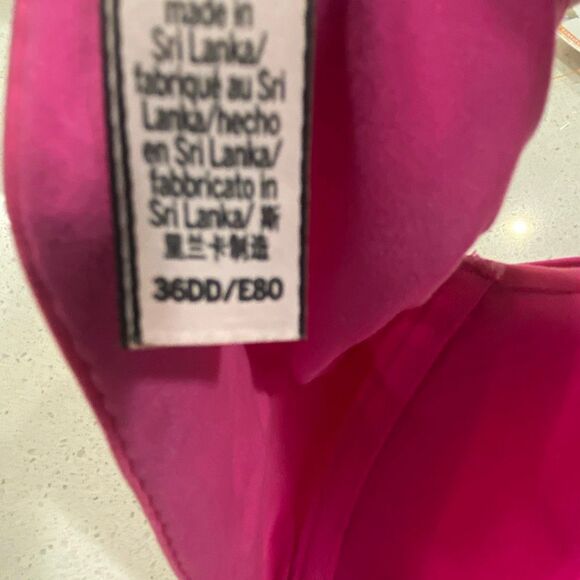 made in
Sri Lanka/
fabriqué au Sri
Lanka/hecho
en Sri Lanka/
fabbricato in
Sri Lanka/ 斯
里兰卡制造
36DD/E80